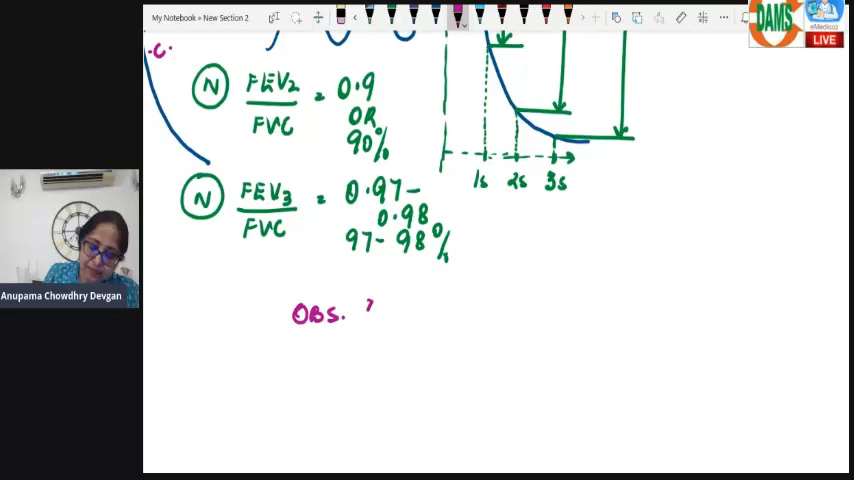 My Notebook » New Section 2
DAMS
eMedicoz
LIVE
.C.
N FEV2/FVC = 0.9
OR
90%
1s 2s 3s
N FEV3/FVC = 0.97-
0.98
97-98%
Anupama Chowdhry Devgan
OBS.